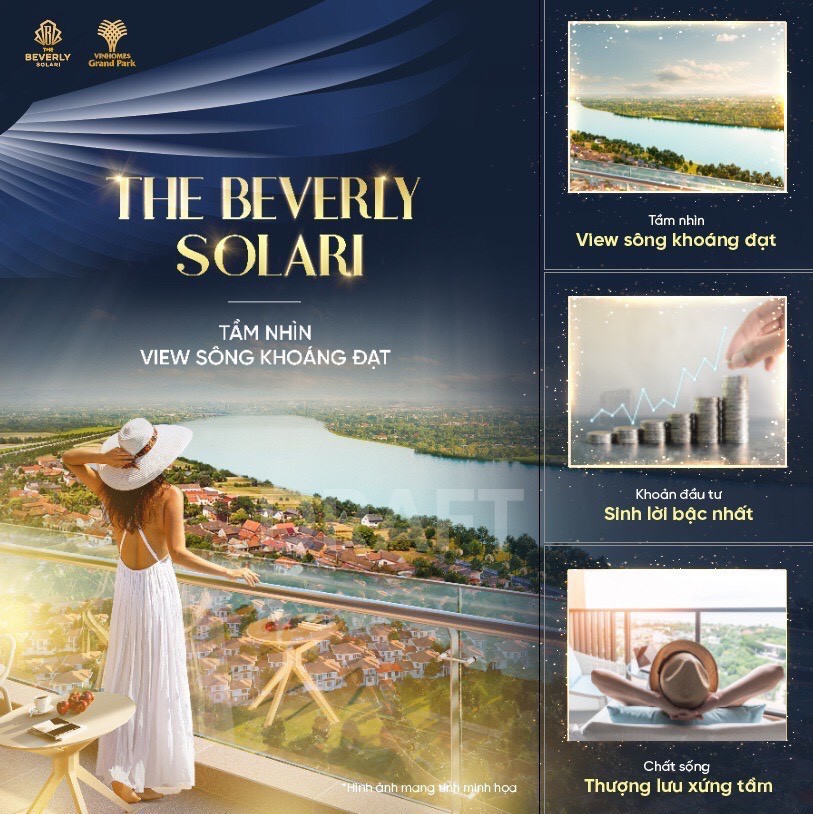 THE
BEVERLY
SOLARI
VINHOMES
Grand Park
THE BEVERLY
SOLARI
TẦM NHÌN
VIEW SÔNG KHOÁNG ĐẠT
DRAFT
*Hình ảnh mang tính minh họa
Tầm nhìn
View sông khoáng đạt
Khoản đầu tư
Sinh lời bậc nhất
Chất sống
Thượng lưu xứng tầm